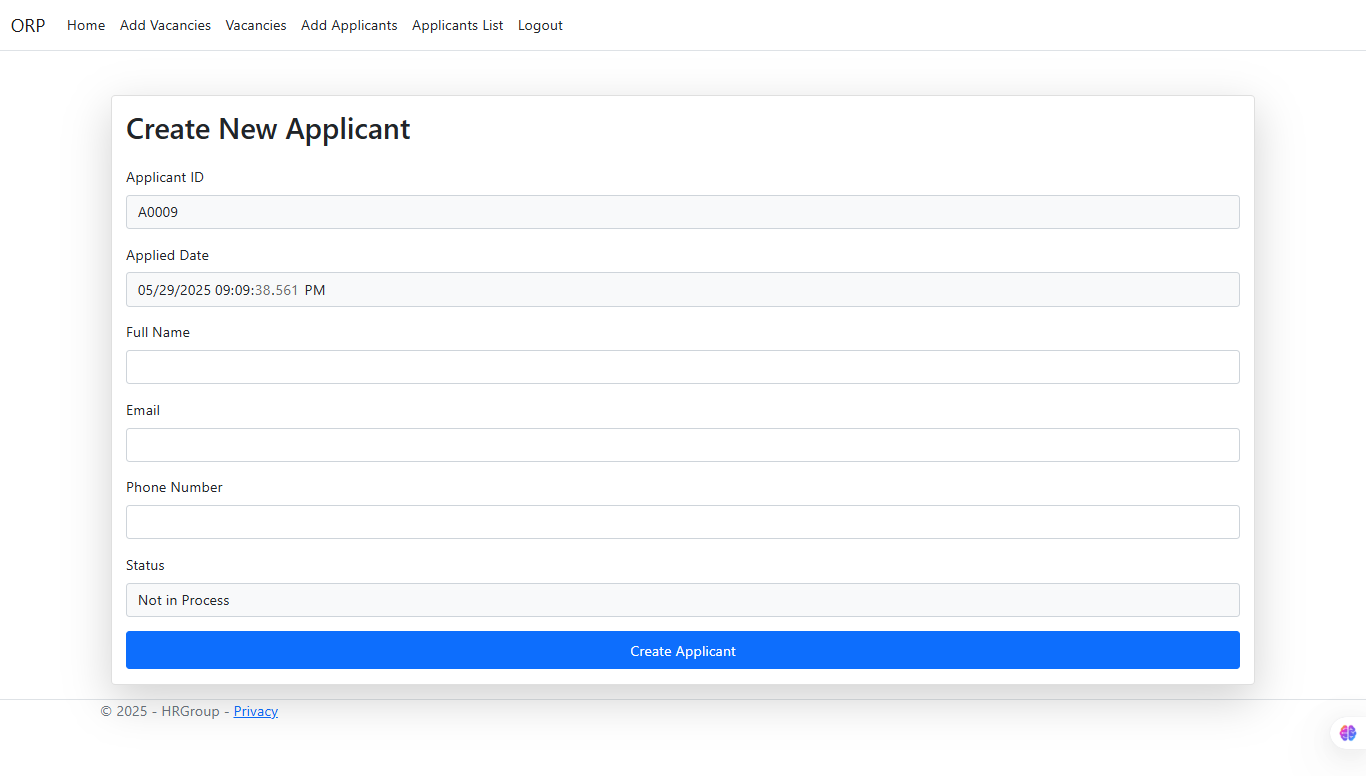 ORP Home Add Vacancies Vacancies Add Applicants Applicants List Logout
Create New Applicant
Applicant ID
A0009
Applied Date
05/29/2025 09:09:38.561 PM
Full Name
Email
Phone Number
Status
Not in Process
Create Applicant
© 2025 - HRGroup - Privacy